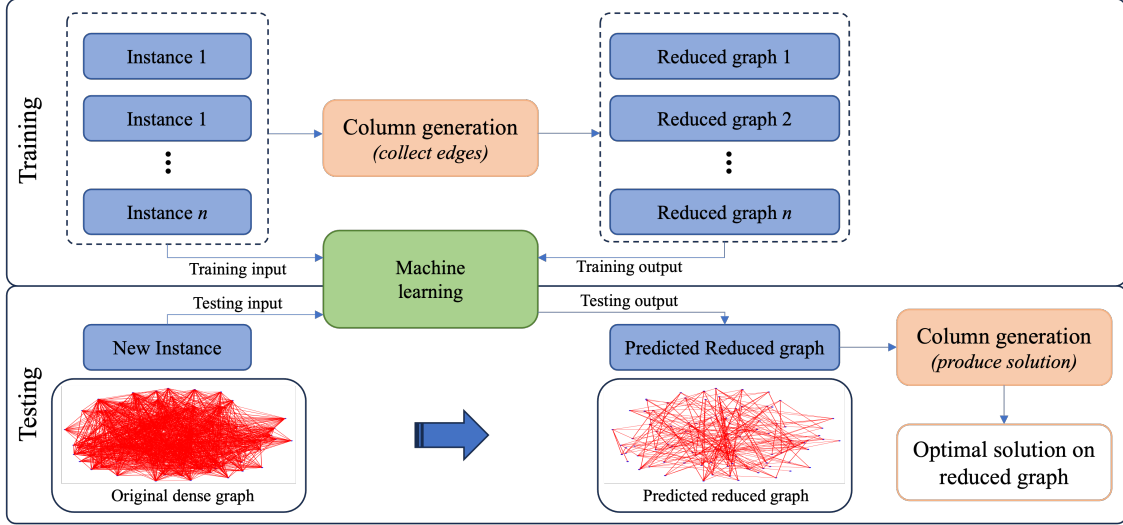 Training
Instance 1
Instance 1
Instance n
Column generation
(collect edges)
Reduced graph 1
Reduced graph 2
Reduced graph n
Training input
Machine
learning
Training output
Testing
Testing input
Testing output
New Instance
Predicted Reduced graph
Column generation
(produce solution)
Original dense graph
Predicted reduced graph
Optimal solution on
reduced graph